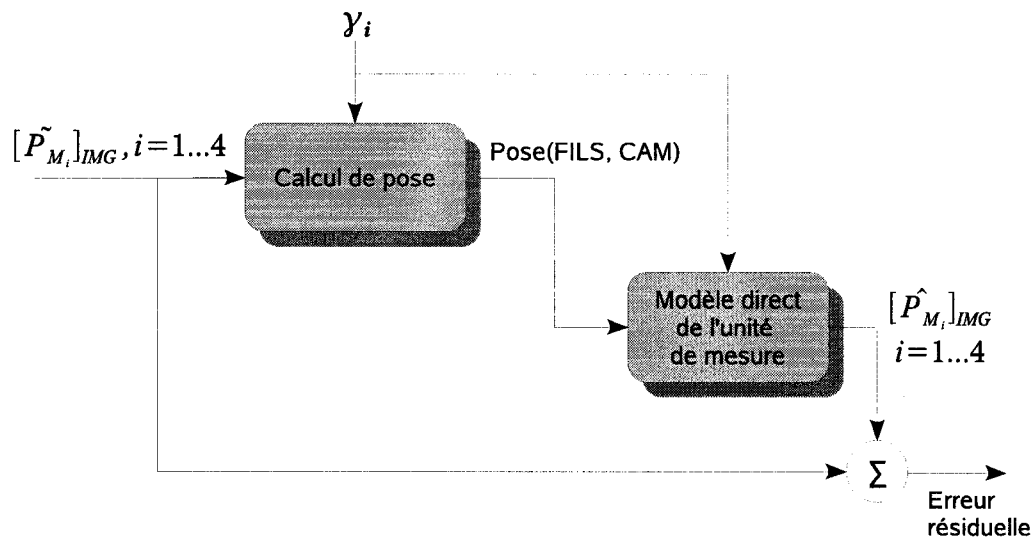 γᵢ
[P̃_{M_i}]_{IMG}, i=1...4
Pose(FILS, CAM)
Calcul de pose
Modèle direct
de l'unité
de mesure
[P̂_{M_i}]_{IMG}
i=1...4
Σ
Erreur
résiduelle